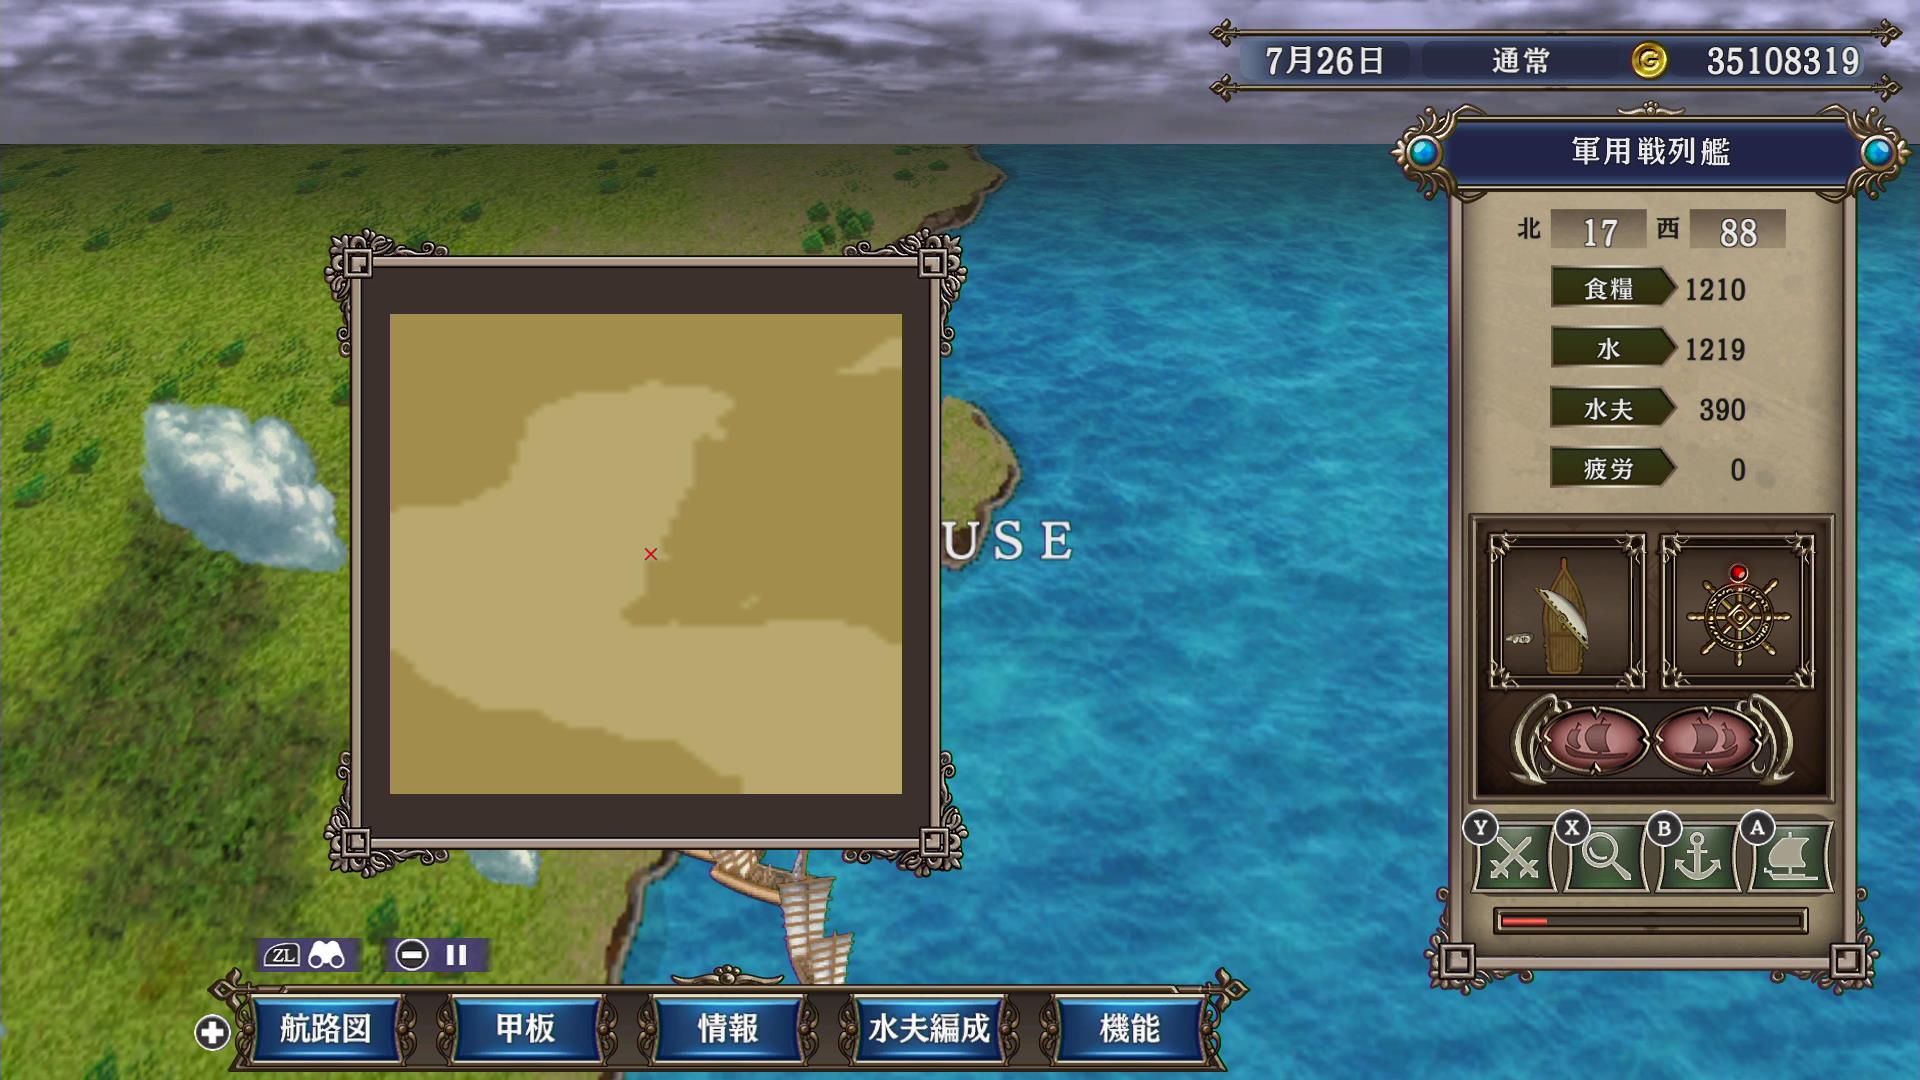 7月26日 通常 G 35108319
軍用戦列艦
北 17 西 88
食糧 1210
水 1219
水夫 390
疲労 0
USE
Y X B A
ZL
航路図 甲板 情報 水夫編成 機能